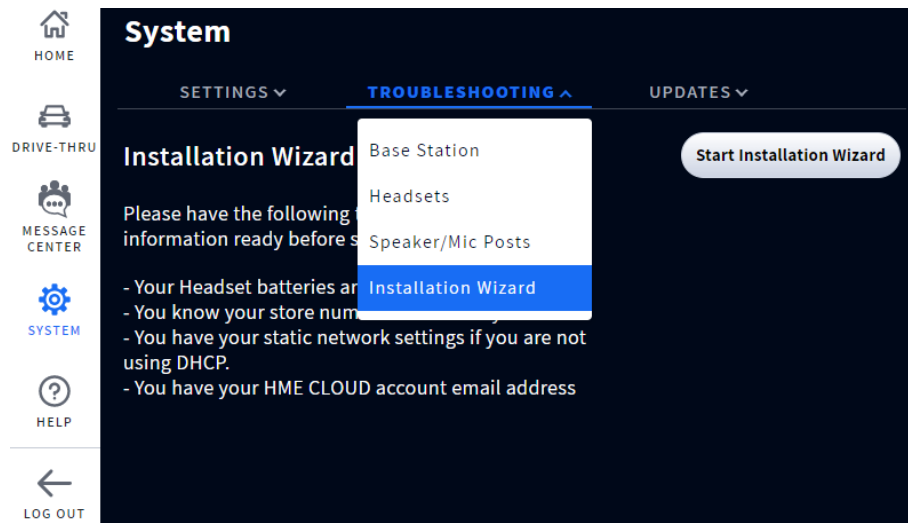 HOME
DRIVE-THRU
MESSAGE
CENTER
SYSTEM
HELP
LOG OUT
System
SETTINGS
TROUBLESHOOTING
UPDATES
Base Station
Headsets
Speaker/Mic Posts
Installation Wizard
Installation Wizard
Start Installation Wizard
Please have the following
information ready before
- Your Headset batteries
- You know your store
- You have your static network settings if you are not
using DHCP.
- You have your HME CLOUD account email address